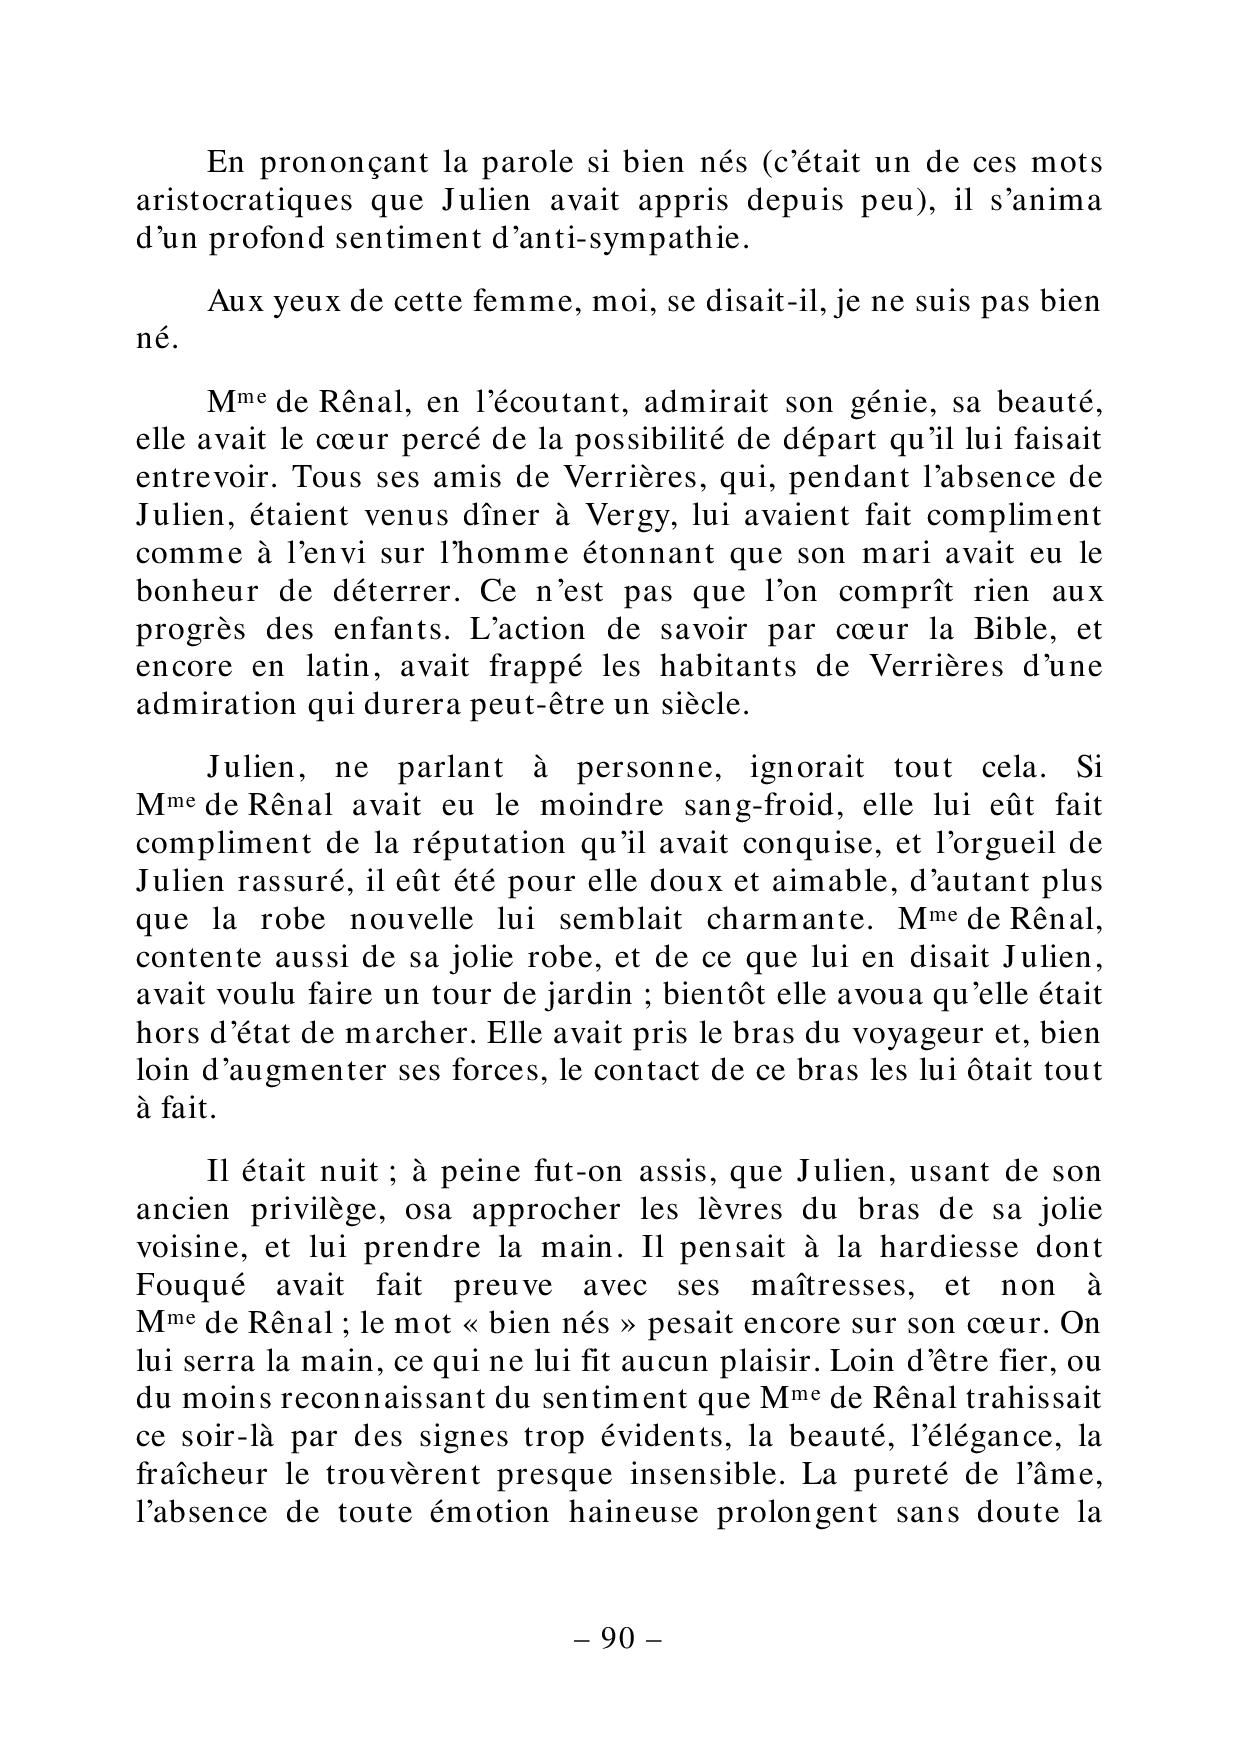 En prononçant la parole si bien nés (c’était un de ces mots
aristocratiques que Julien avait appris depuis peu), il s’anima
d’un profond sentiment d’anti-sympathie.
Aux yeux de cette femme, moi, se disait-il, je ne suis pas bien
né.
Mme de Rênal, en l’écoutant, admirait son génie, sa beauté,
elle avait le cœur percé de la possibilité de départ qu’il lui faisait
entrevoir. Tous ses amis de Verrières, qui, pendant l’absence de
Julien, étaient venus dîner à Vergy, lui avaient fait compliment
comme à l’envi sur l’homme étonnant que son mari avait eu le
bonheur de déterrer. Ce n’est pas que l’on comprît rien aux
progrès des enfants. L’action de savoir par cœur la Bible, et
encore en latin, avait frappé les habitants de Verrières d’une
admiration qui durera peut-être un siècle.
Julien, ne parlant à personne, ignorait tout cela. Si
Mme de Rênal avait eu le moindre sang-froid, elle lui eût fait
compliment de la réputation qu’il avait conquise, et l’orgueil de
Julien rassuré, il eût été pour elle doux et aimable, d’autant plus
que la robe nouvelle lui semblait charmante. Mme de Rênal,
contente aussi de sa jolie robe, et de ce que lui en disait Julien,
avait voulu faire un tour de jardin ; bientôt elle avoua qu’elle était
hors d’état de marcher. Elle avait pris le bras du voyageur et, bien
loin d’augmenter ses forces, le contact de ce bras les lui ôtait tout
à fait.
Il était nuit ; à peine fut-on assis, que Julien, usant de son
ancien privilège, osa approcher les lèvres du bras de sa jolie
voisine, et lui prendre la main. Il pensait à la hardiesse dont
Fouqué avait fait preuve avec ses maîtresses, et non à
Mme de Rênal ; le mot « bien nés » pesait encore sur son cœur. On
lui serra la main, ce qui ne lui fit aucun plaisir. Loin d’être fier, ou
du moins reconnaissant du sentiment que Mme de Rênal trahissait
ce soir-là par des signes trop évidents, la beauté, l’élégance, la
fraîcheur le trouvèrent presque insensible. La pureté de l’âme,
l’absence de toute émotion haineuse prolongent sans doute la
– 90 –